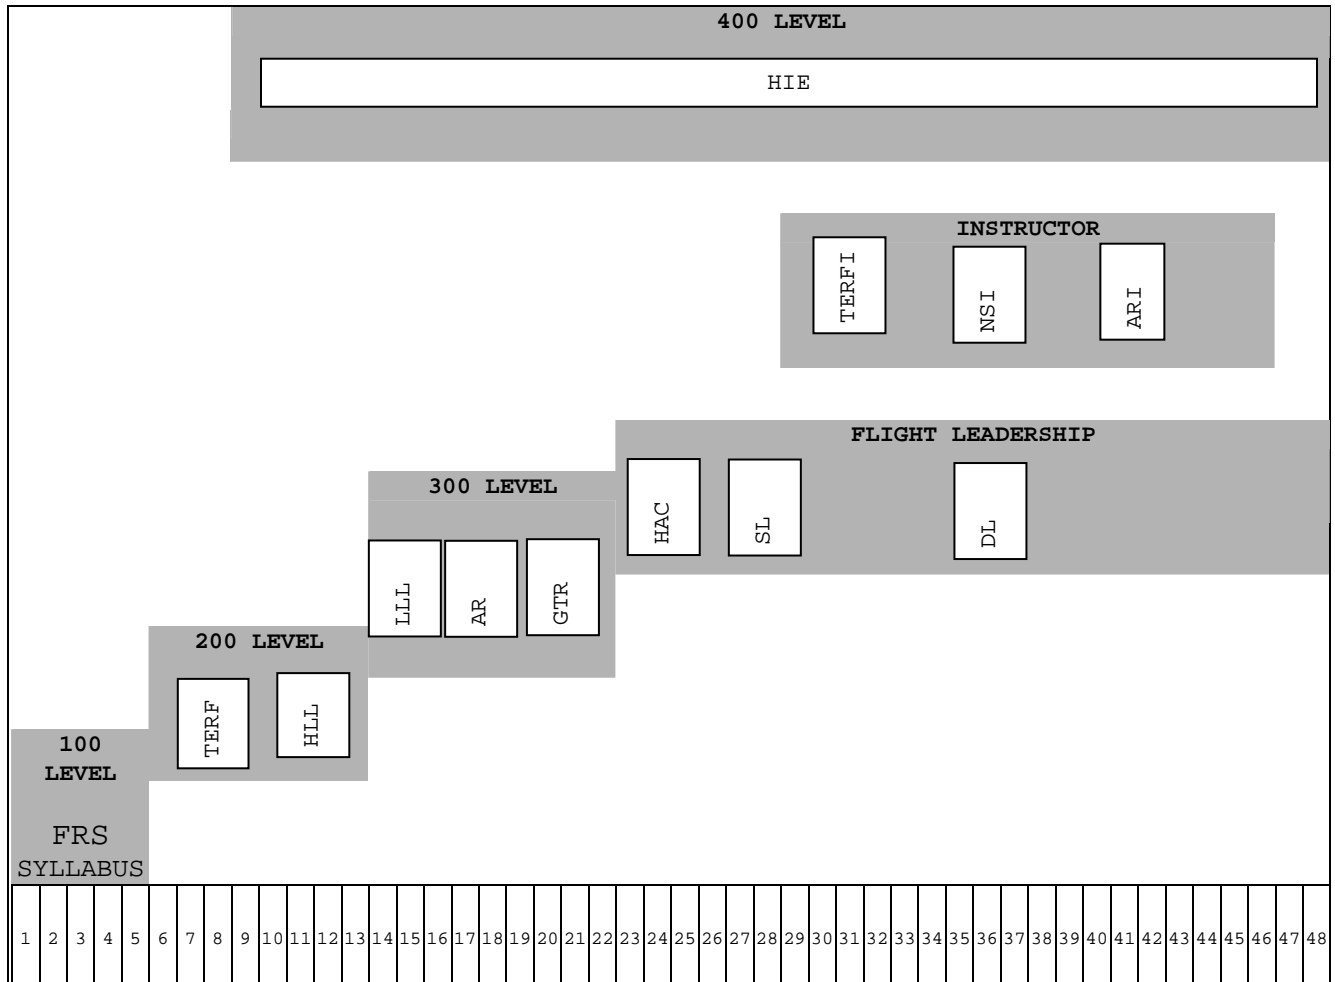 400 LEVEL
HIE
INSTRUCTOR
TERFI
NSI
ARI
FLIGHT LEADERSHIP
HAC
SL
DL
300 LEVEL
LLL
AR
GTR
200 LEVEL
TERF
HLL
100
LEVEL
FRS
SYLLABUS
1 2 3 4 5 6 7 8 9 10 11 12 13 14 15 16 17 18 19 20 21 22 23 24 25 26 27 28 29 30 31 32 33 34 35 36 37 38 39 40 41 42 43 44 45 46 47 48